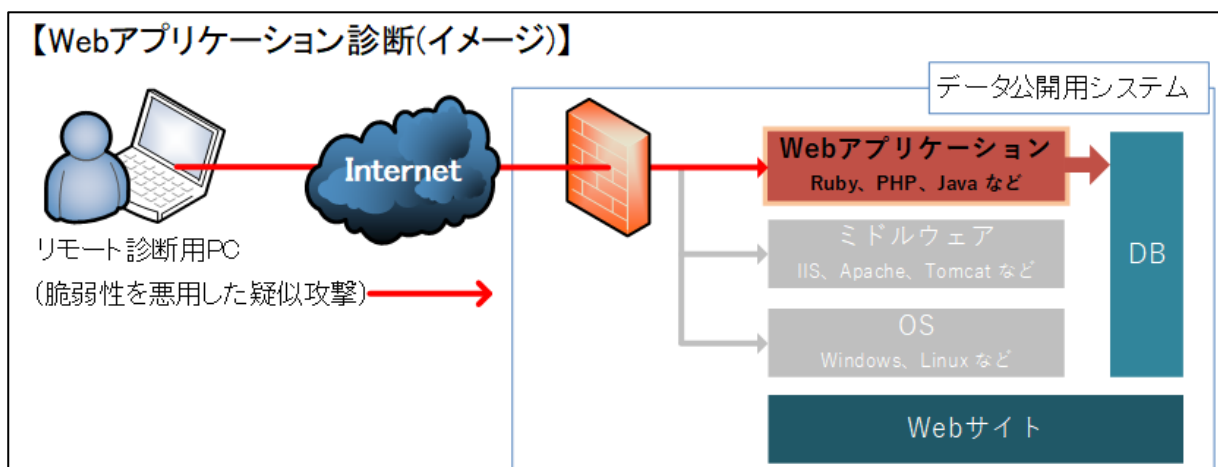 【Webアプリケーション診断(イメージ)】
データ公開用システム
Internet
Webアプリケーション
Ruby、PHP、Java など
リモート診断用PC
(脆弱性を悪用した疑似攻撃)
ミドルウェア
IIS、Apache、Tomcat など
DB
OS
Windows、Linux など
Webサイト